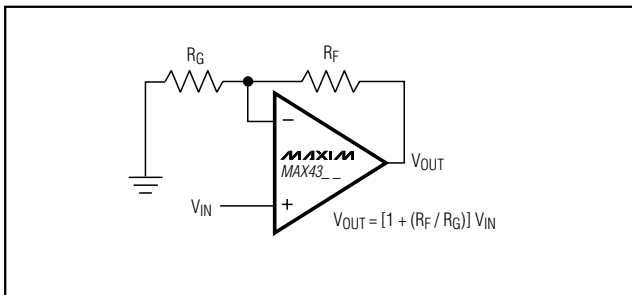 RG
RF
−
MAXIM
MAX43_ _
VOUT
VIN
+
VOUT = [1 + (RF / RG)] VIN